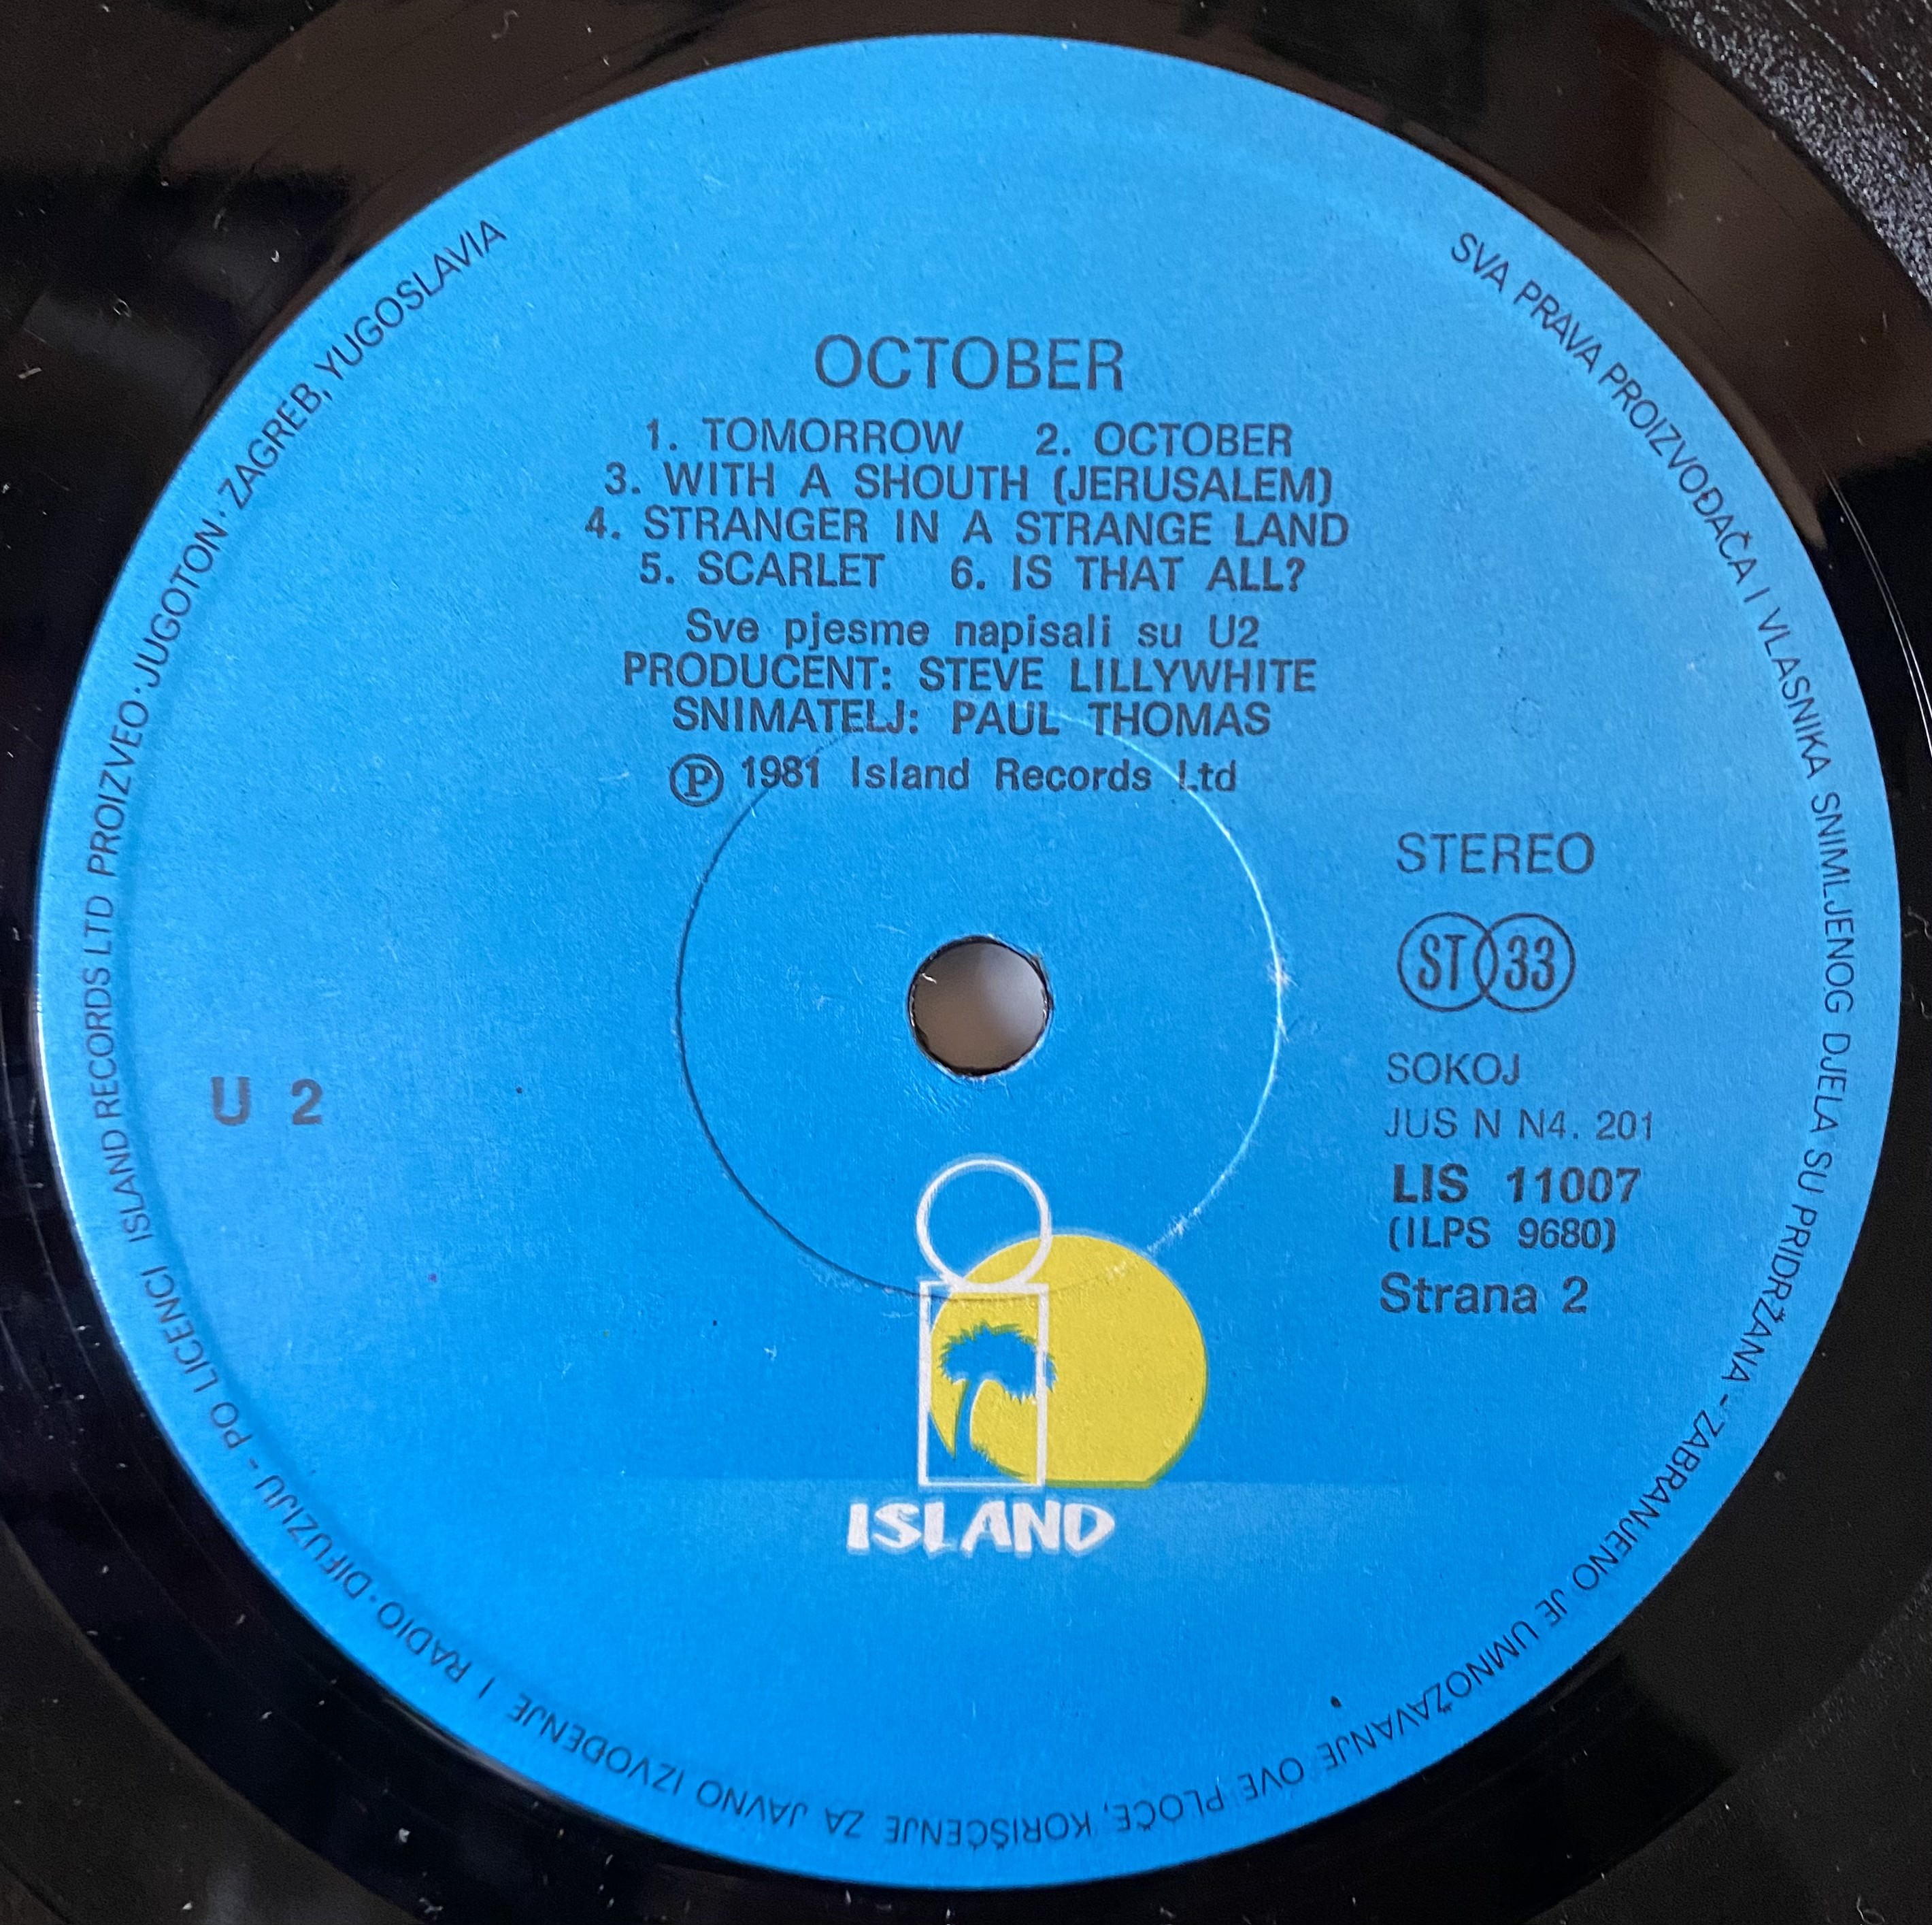 OCTOBER
1. TOMORROW 2. OCTOBER
3. WITH A SHOUTH (JERUSALEM)
4. STRANGER IN A STRANGE LAND
5. SCARLET 6. IS THAT ALL?
Sve pjesme napisali su U2
PRODUCENT: STEVE LILLYWHITE
SNIMATELJ: PAUL THOMAS
Ⓟ 1981 Island Records Ltd
STEREO
ST 33
SOKOJ
JUS N N4. 201
LIS 11007
(ILPS 9680)
Strana 2
U 2
ISLAND
SVA PRAVA PROIZVOĐAČA I VLASNIKA SNIMLJENOG DJELA SU PRIDRŽANA - ZABRANJENO JE UMNOŽAVANJE OVE PLOČE, KORIŠĆENJE ZA JAVNO IZVOĐENJE I RADIO·DIFUZIJU - PO LICENCI ISLAND RECORDS LTD PROIZVEO·JUGOTON·ZAGREB, YUGOSLAVIA